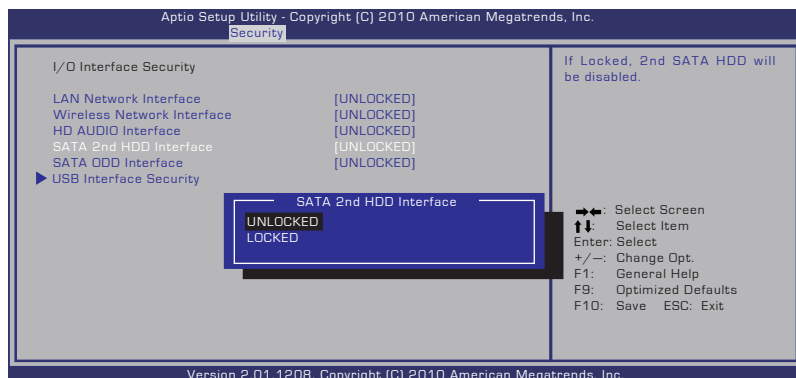 Aptio Setup Utility - Copyright (C) 2010 American Megatrends, Inc.
Security
I/O Interface Security
LAN Network Interface [UNLOCKED]
Wireless Network Interface [UNLOCKED]
HD AUDIO Interface [UNLOCKED]
SATA 2nd HDD Interface [UNLOCKED]
SATA ODD Interface [UNLOCKED]
USB Interface Security
SATA 2nd HDD Interface
UNLOCKED
LOCKED
If Locked, 2nd SATA HDD will
be disabled.
→←: Select Screen
↑↓: Select Item
Enter: Select
+/—: Change Opt.
F1: General Help
F9: Optimized Defaults
F10: Save ESC: Exit
Version 2.01.1208. Copyright (C) 2010 American Megatrends, Inc.